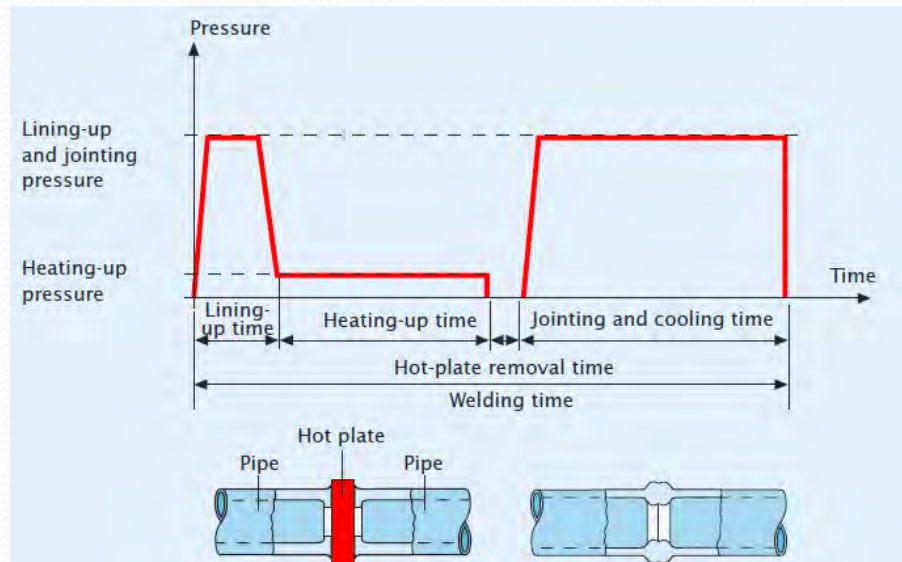 Pressure
Lining-up
and jointing
pressure
Heating-up
pressure
Time
Lining-
up time
Heating-up time
Jointing and cooling time
Hot-plate removal time
Welding time
Hot plate
Pipe
Pipe